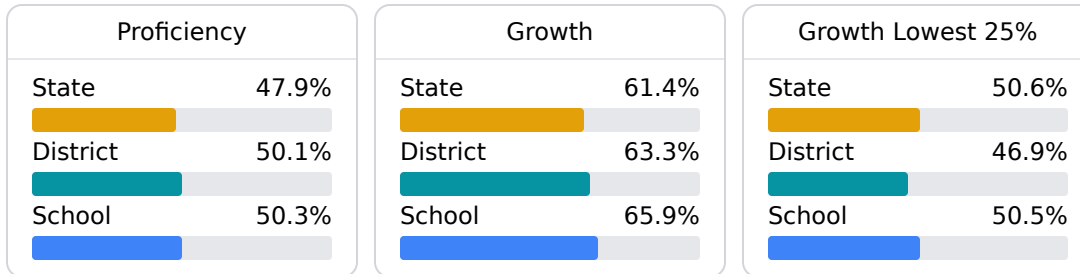 Proficiency
State 47.9%
District 50.1%
School 50.3%
Growth
State 61.4%
District 63.3%
School 65.9%
Growth Lowest 25%
State 50.6%
District 46.9%
School 50.5%